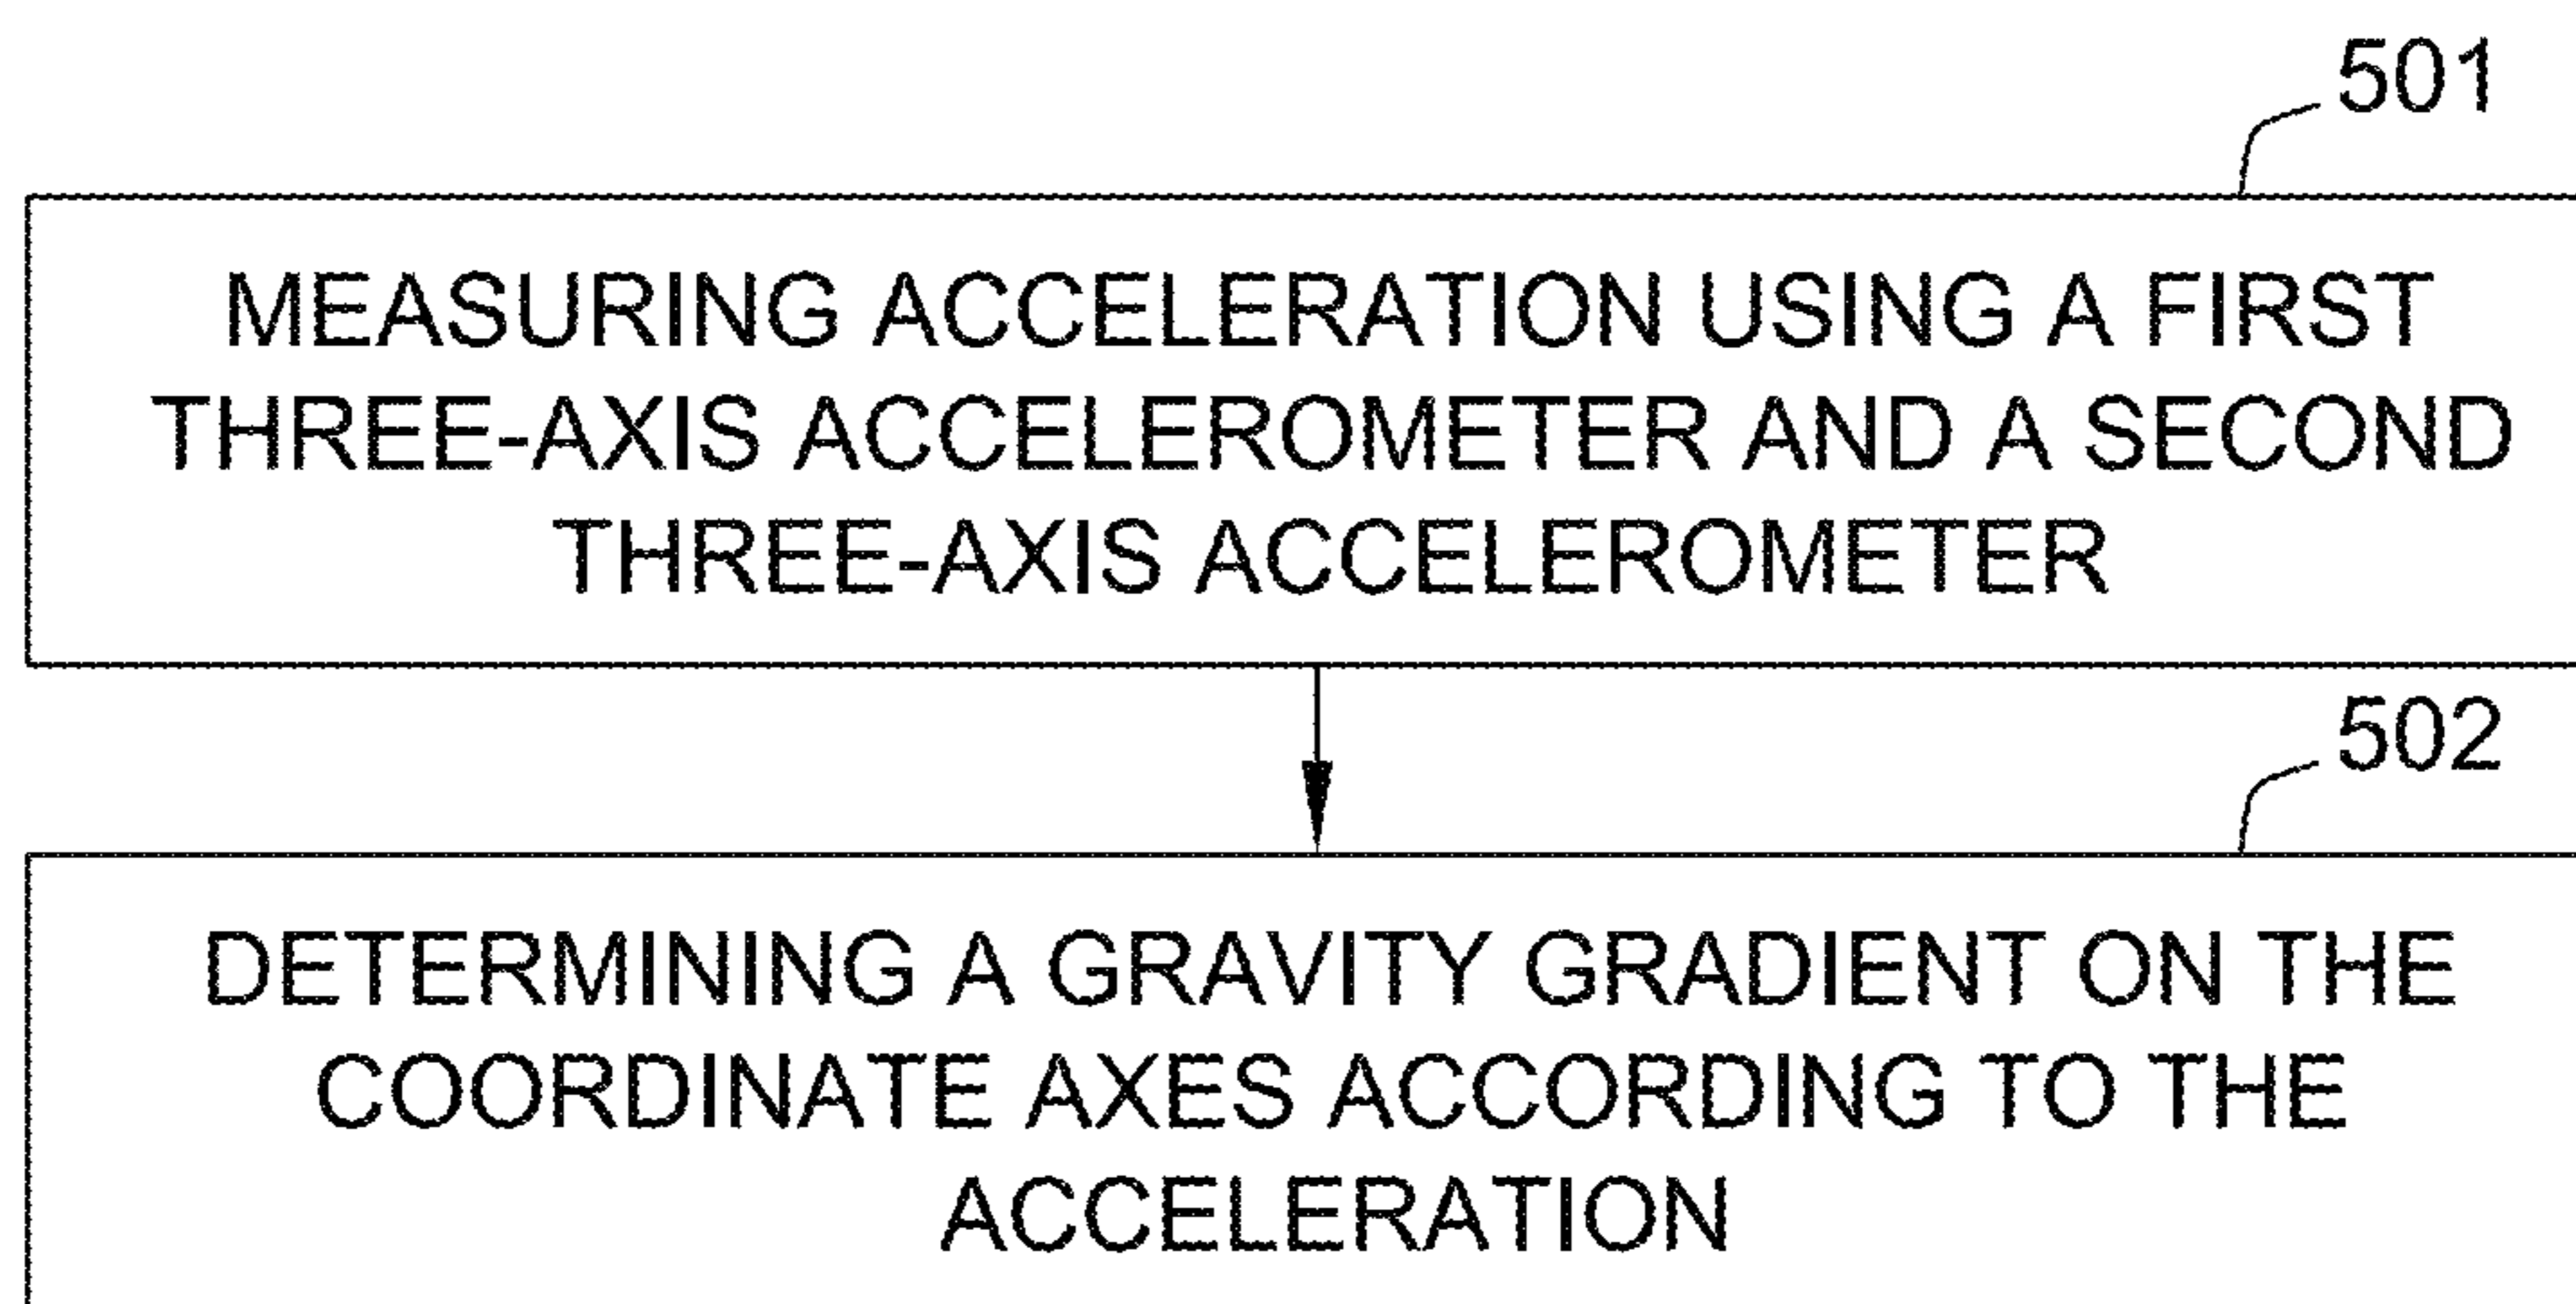 501
MEASURING ACCELERATION USING A FIRST
THREE-AXIS ACCELEROMETER AND A SECOND
THREE-AXIS ACCELEROMETER
502
DETERMINING A GRAVITY GRADIENT ON THE
COORDINATE AXES ACCORDING TO THE
ACCELERATION